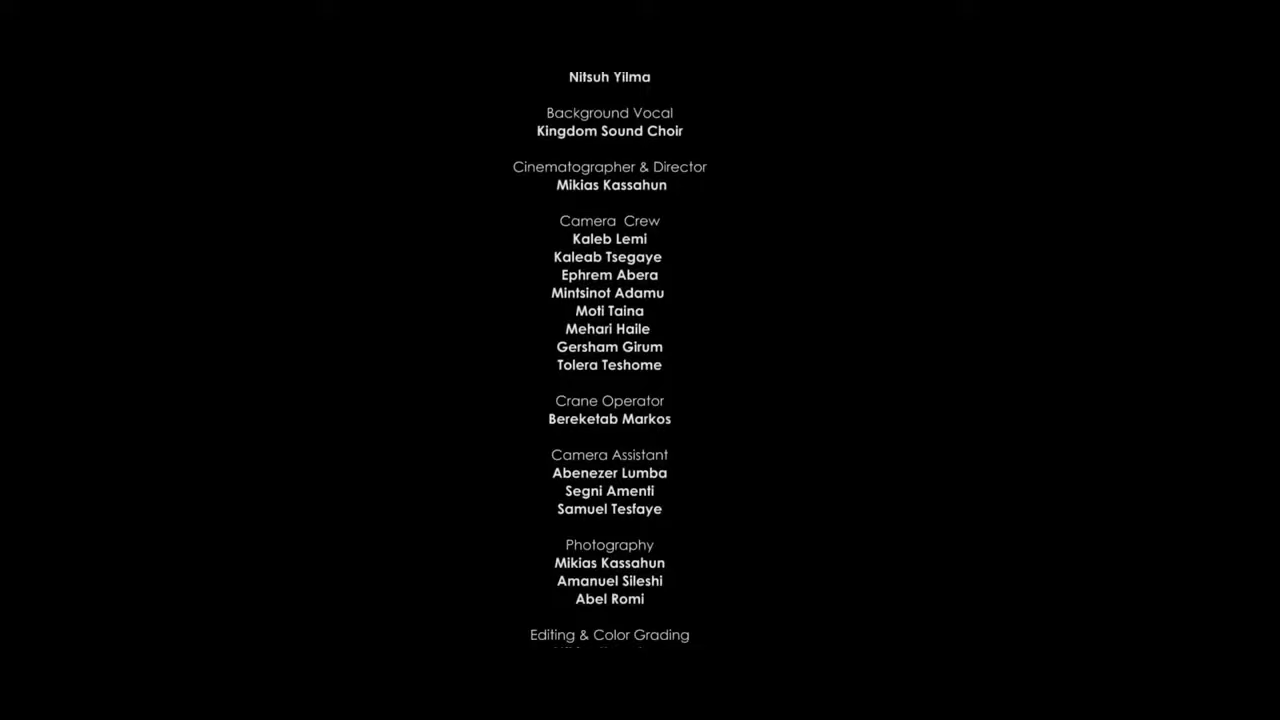 Nitsuh Yilma
Background Vocal
Kingdom Sound Choir
Cinematographer & Director
Mikias Kassahun
Camera Crew
Kaleb Lemi
Kaleab Tsegaye
Ephrem Abera
Mintsinot Adamu
Moti Taina
Mehari Haile
Gersham Girum
Tolera Teshome
Crane Operator
Bereketab Markos
Camera Assistant
Abenezer Lumba
Segni Amenti
Samuel Tesfaye
Photography
Mikias Kassahun
Amanuel Sileshi
Abel Romi
Editing & Color Grading